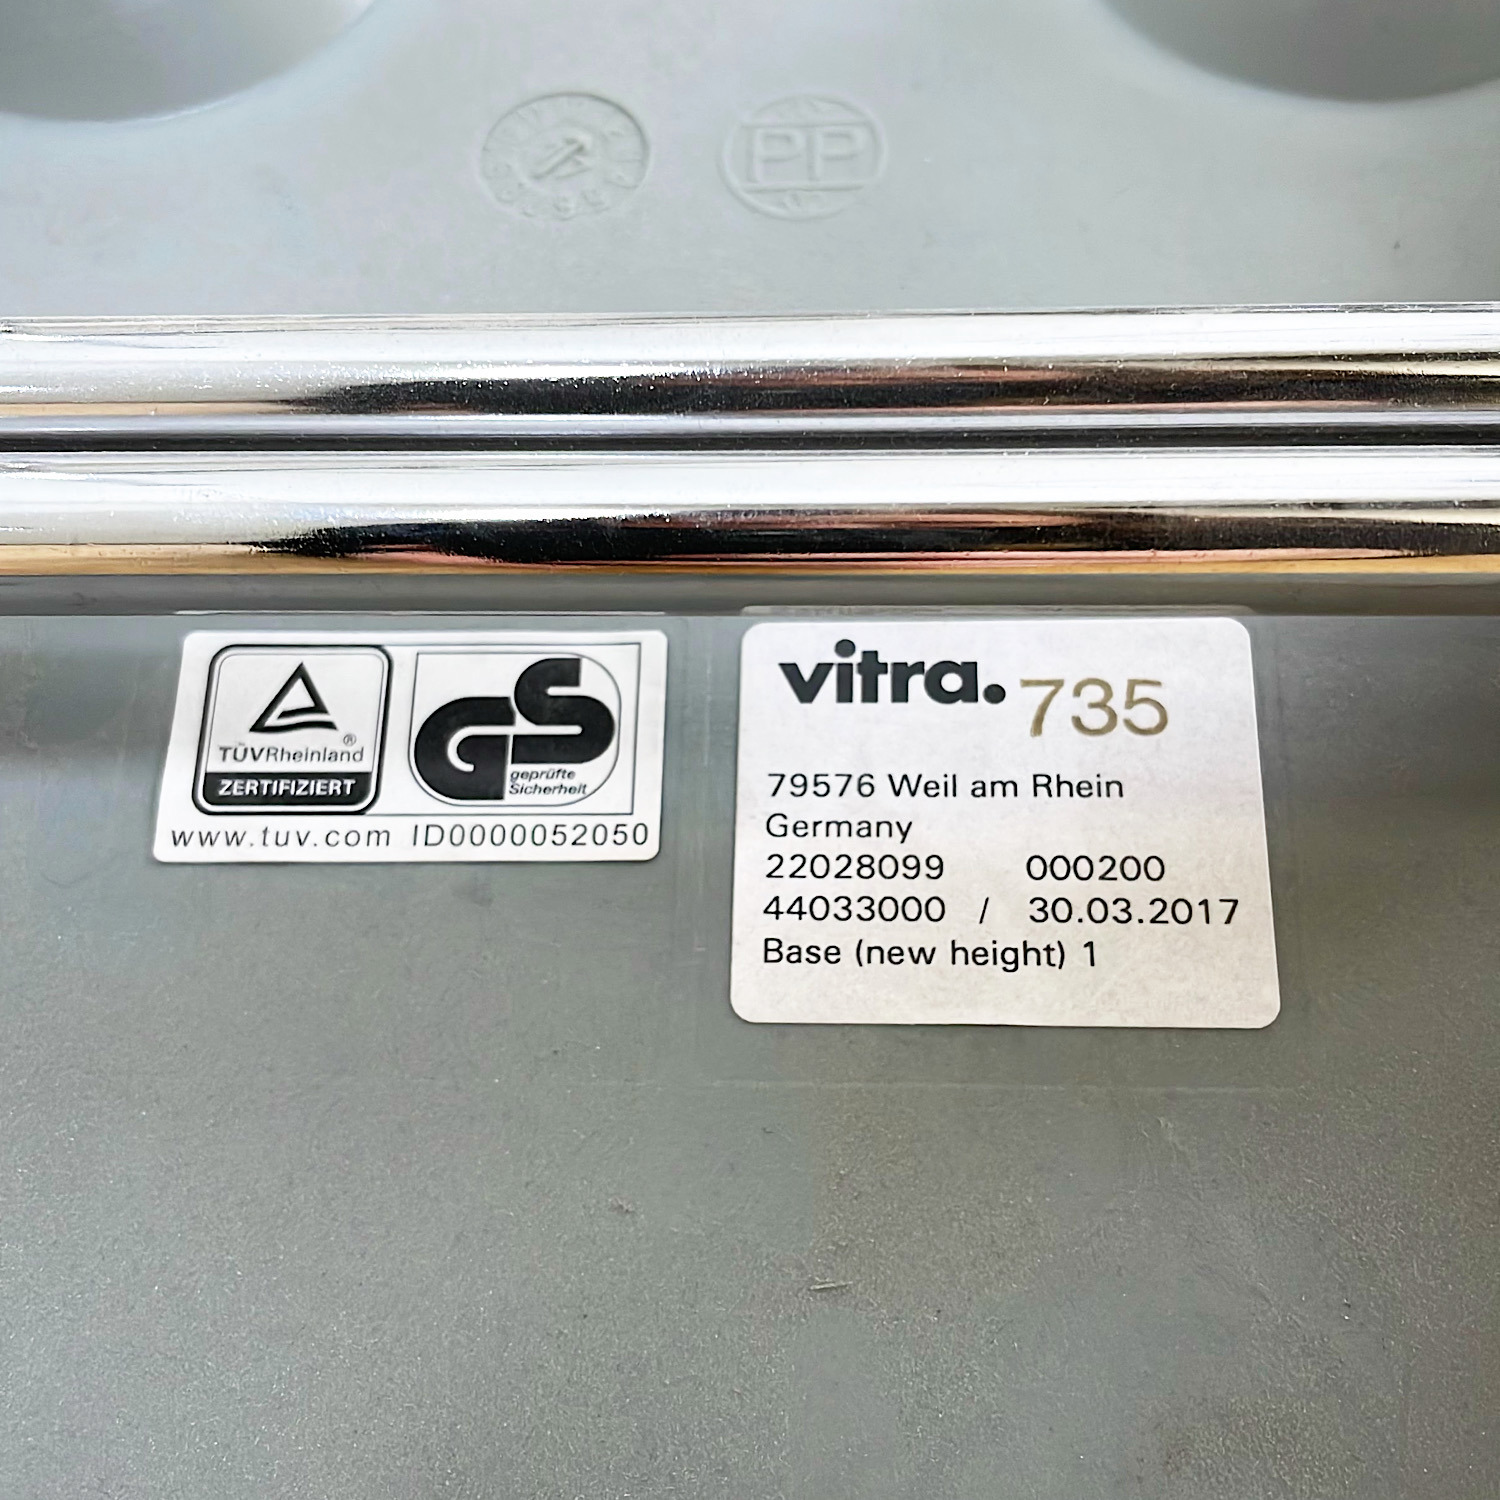 PP
TÜVRheinland®
ZERTIFIZIERT
GS
geprüfte
Sicherheit
www.tuv.com ID0000052050
vitra. 735
79576 Weil am Rhein
Germany
22028099 000200
44033000 / 30.03.2017
Base (new height) 1